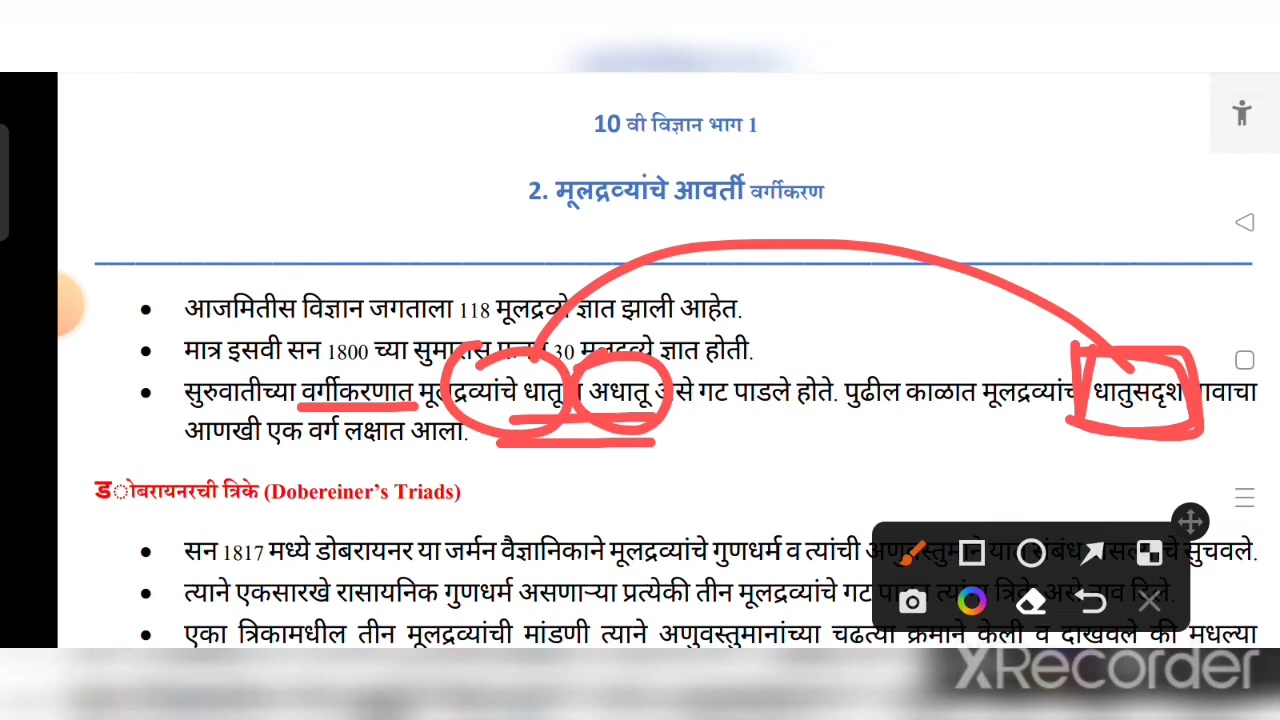 10 वी विज्ञान भाग 1
2. मूलद्रव्यांचे आवर्ती वर्गीकरण
• आजमितीस विज्ञान जगताला 118 मूलद्रव्ये ज्ञात झाली आहेत.
• मात्र इसवी सन 1800 च्या सुमारास 30 मूलद्रव्ये ज्ञात होती.
• सुरुवातीच्या वर्गीकरणात मूलद्रव्यांचे धातू अधातू असे गट पाडले होते. पुढील काळात मूलद्रव्यांचा धातुसदृश नावाचा
आणखी एक वर्ग लक्षात आला.
डोबरायनरची त्रिके (Dobereiner’s Triads)
• सन 1817 मध्ये डोबरायनर या जर्मन वैज्ञानिकाने मूलद्रव्यांचे गुणधर्म व त्यांची अणुवस्तुमाने यात संबंध सुचवले.
• त्याने एकसारखे रासायनिक गुणधर्म असणाऱ्या प्रत्येकी तीन मूलद्रव्यांचे गट त्यांना त्रिके असे नाव दिले.
• एका त्रिकामधील तीन मूलद्रव्यांची मांडणी त्याने अणुवस्तुमानांच्या चढत्या क्रमाने केली व दाखवले की मधल्या
XRecorder